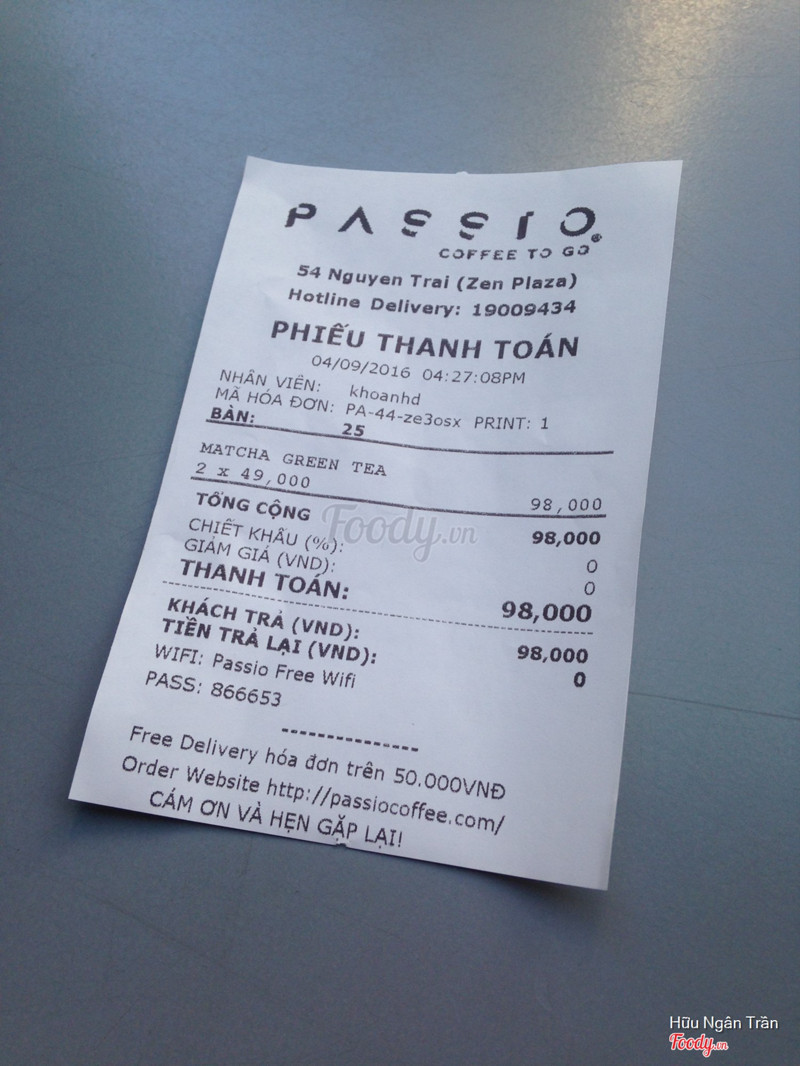 PASSIO
COFFEE TO GO
54 Nguyen Trai (Zen Plaza)
Hotline Delivery: 19009434
PHIẾU THANH TOÁN
04/09/2016 04:27:08PM
NHÂN VIÊN: khoanhd
MÃ HÓA ĐƠN: PA-44-ze3osx PRINT: 1
BÀN: 25
MATCHA GREEN TEA
2 x 49,000 98,000
TỔNG CỘNG 98,000
CHIẾT KHẤU (%): 0
GIẢM GIÁ (VND): 0
THANH TOÁN: 98,000
KHÁCH TRẢ (VND): 98,000
TIỀN TRẢ LẠI (VND): 0
WIFI: Passio Free Wifi
PASS: 866653
Free Delivery hóa đơn trên 50.000VNĐ
Order Website http://passiocoffee.com/
CÁM ƠN VÀ HẸN GẶP LẠI!
Foody.vn
Hữu Ngân Trần
Foody.vn